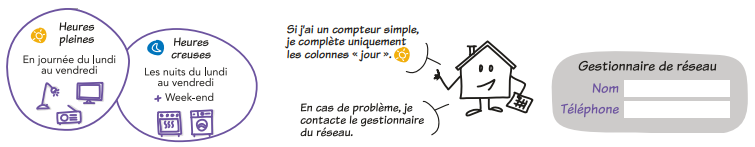 Heures
pleines
En journée du lundi
au vendredi
Heures
creuses
Les nuits du lundi
au vendredi
+ Week-end
Si j'ai un compteur simple,
je complète uniquement
les colonnes « jour ».
En cas de problème, je
contacte le gestionnaire
du réseau.
Gestionnaire de réseau
Nom
Téléphone